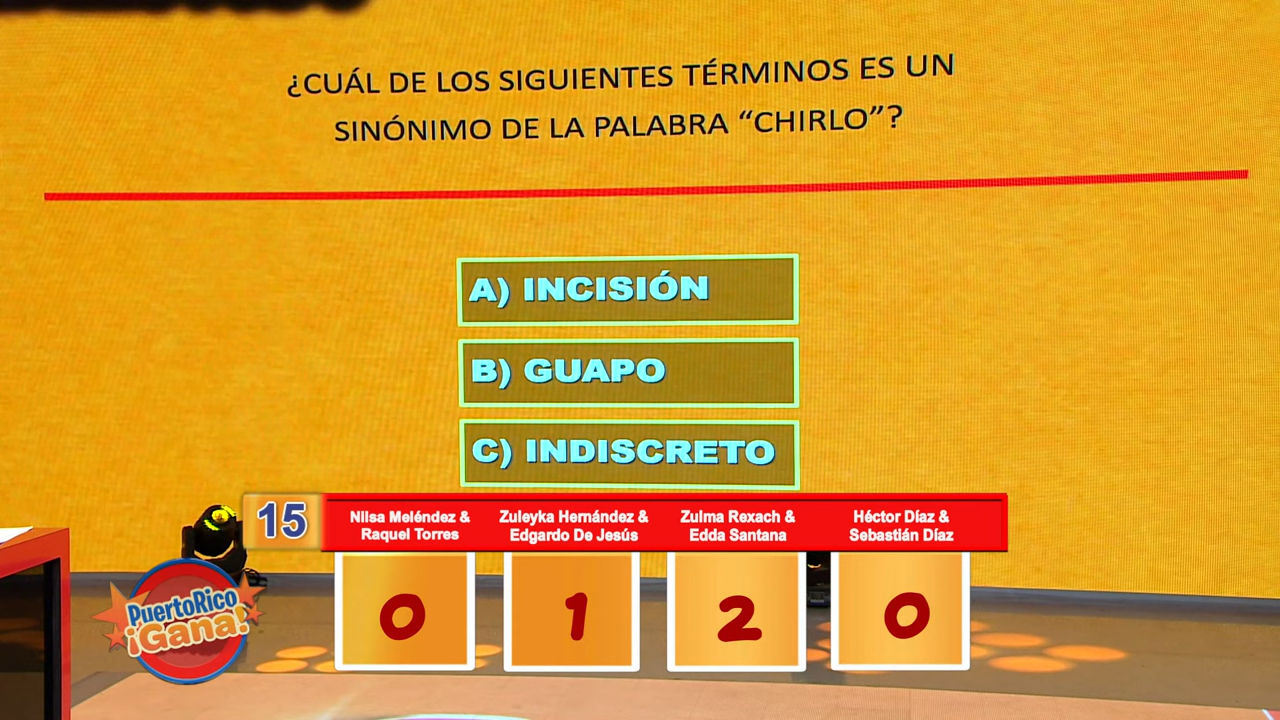 ¿CUÁL DE LOS SIGUIENTES TÉRMINOS ES UN
SINÓNIMO DE LA PALABRA “CHIRLO”?
A) INCISIÓN
B) GUAPO
C) INDISCRETO
15
Nilsa Meléndez &
Raquel Torres
Zuleyka Hernández &
Edgardo De Jesús
Zulma Rexach &
Edda Santana
Héctor Díaz &
Sebastián Díaz
0
1
2
0
PuertoRico
¡Gana!